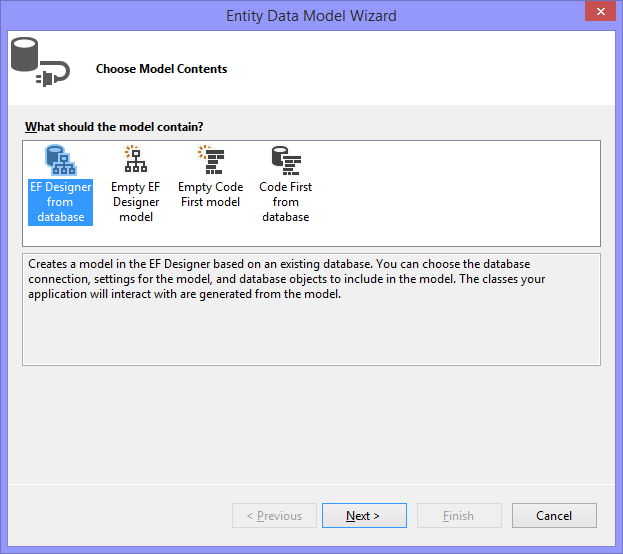 Entity Data Model Wizard
Choose Model Contents
What should the model contain?
EF Designer
from
database
Empty EF
Designer
model
Empty Code
First model
Code First
from
database
Creates a model in the EF Designer based on an existing database. You can choose the database
connection, settings for the model, and database objects to include in the model. The classes your
application will interact with are generated from the model.
< Previous
Next >
Finish
Cancel